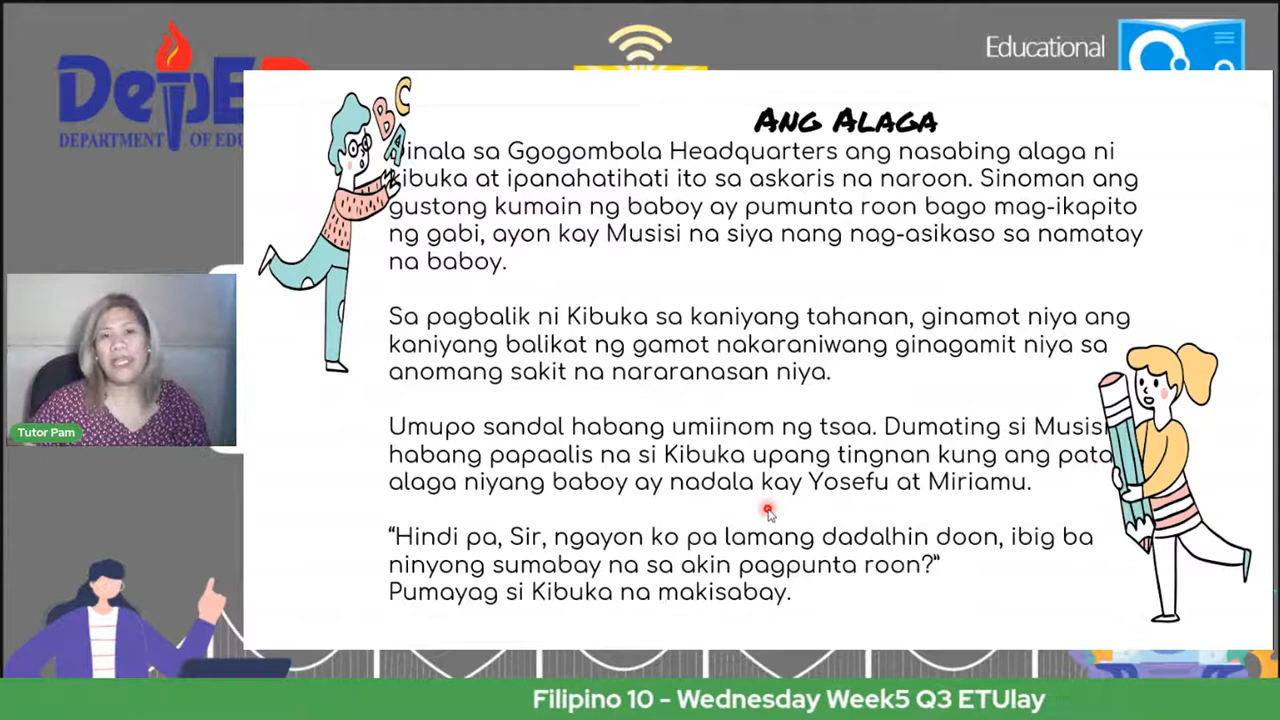 DepED
DEPARTMENT OF EDU
Educational
A B C
ANG ALAGA
inala sa Ggogombola Headquarters ang nasabing alaga ni
Kibuka at ipanahatihati ito sa askaris na naroon. Sinoman ang
gustong kumain ng baboy ay pumunta roon bago mag-ikapito
ng gabi, ayon kay Musisi na siya nang nag-asikaso sa namatay
na baboy.
Sa pagbalik ni Kibuka sa kaniyang tahanan, ginamot niya ang
kaniyang balikat ng gamot nakaraniwang ginagamit niya sa
anomang sakit na nararanasan niya.
Umupo sandal habang umiinom ng tsaa. Dumating si Musisi
habang papaalis na si Kibuka upang tingnan kung ang pata
alaga niyang baboy ay nadala kay Yosefu at Miriamu.
“Hindi pa, Sir, ngayon ko pa lamang dadalhin doon, ibig ba
ninyong sumabay na sa akin pagpunta roon?”
Pumayag si Kibuka na makisabay.
Tutor Pam
Filipino 10 - Wednesday Week5 Q3 ETUlay